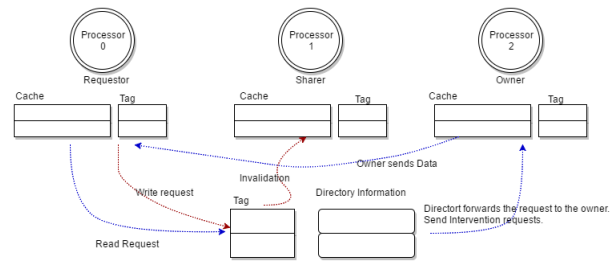 Processor
0
Processor
1
Processor
2
Requestor
Sharer
Owner
Cache
Tag
Cache
Tag
Cache
Tag
Owner sends Data
Invalidation
Write request
Tag
Directory Information
Directort forwards the request to the owner.
Send Intervention requests.
Read Request